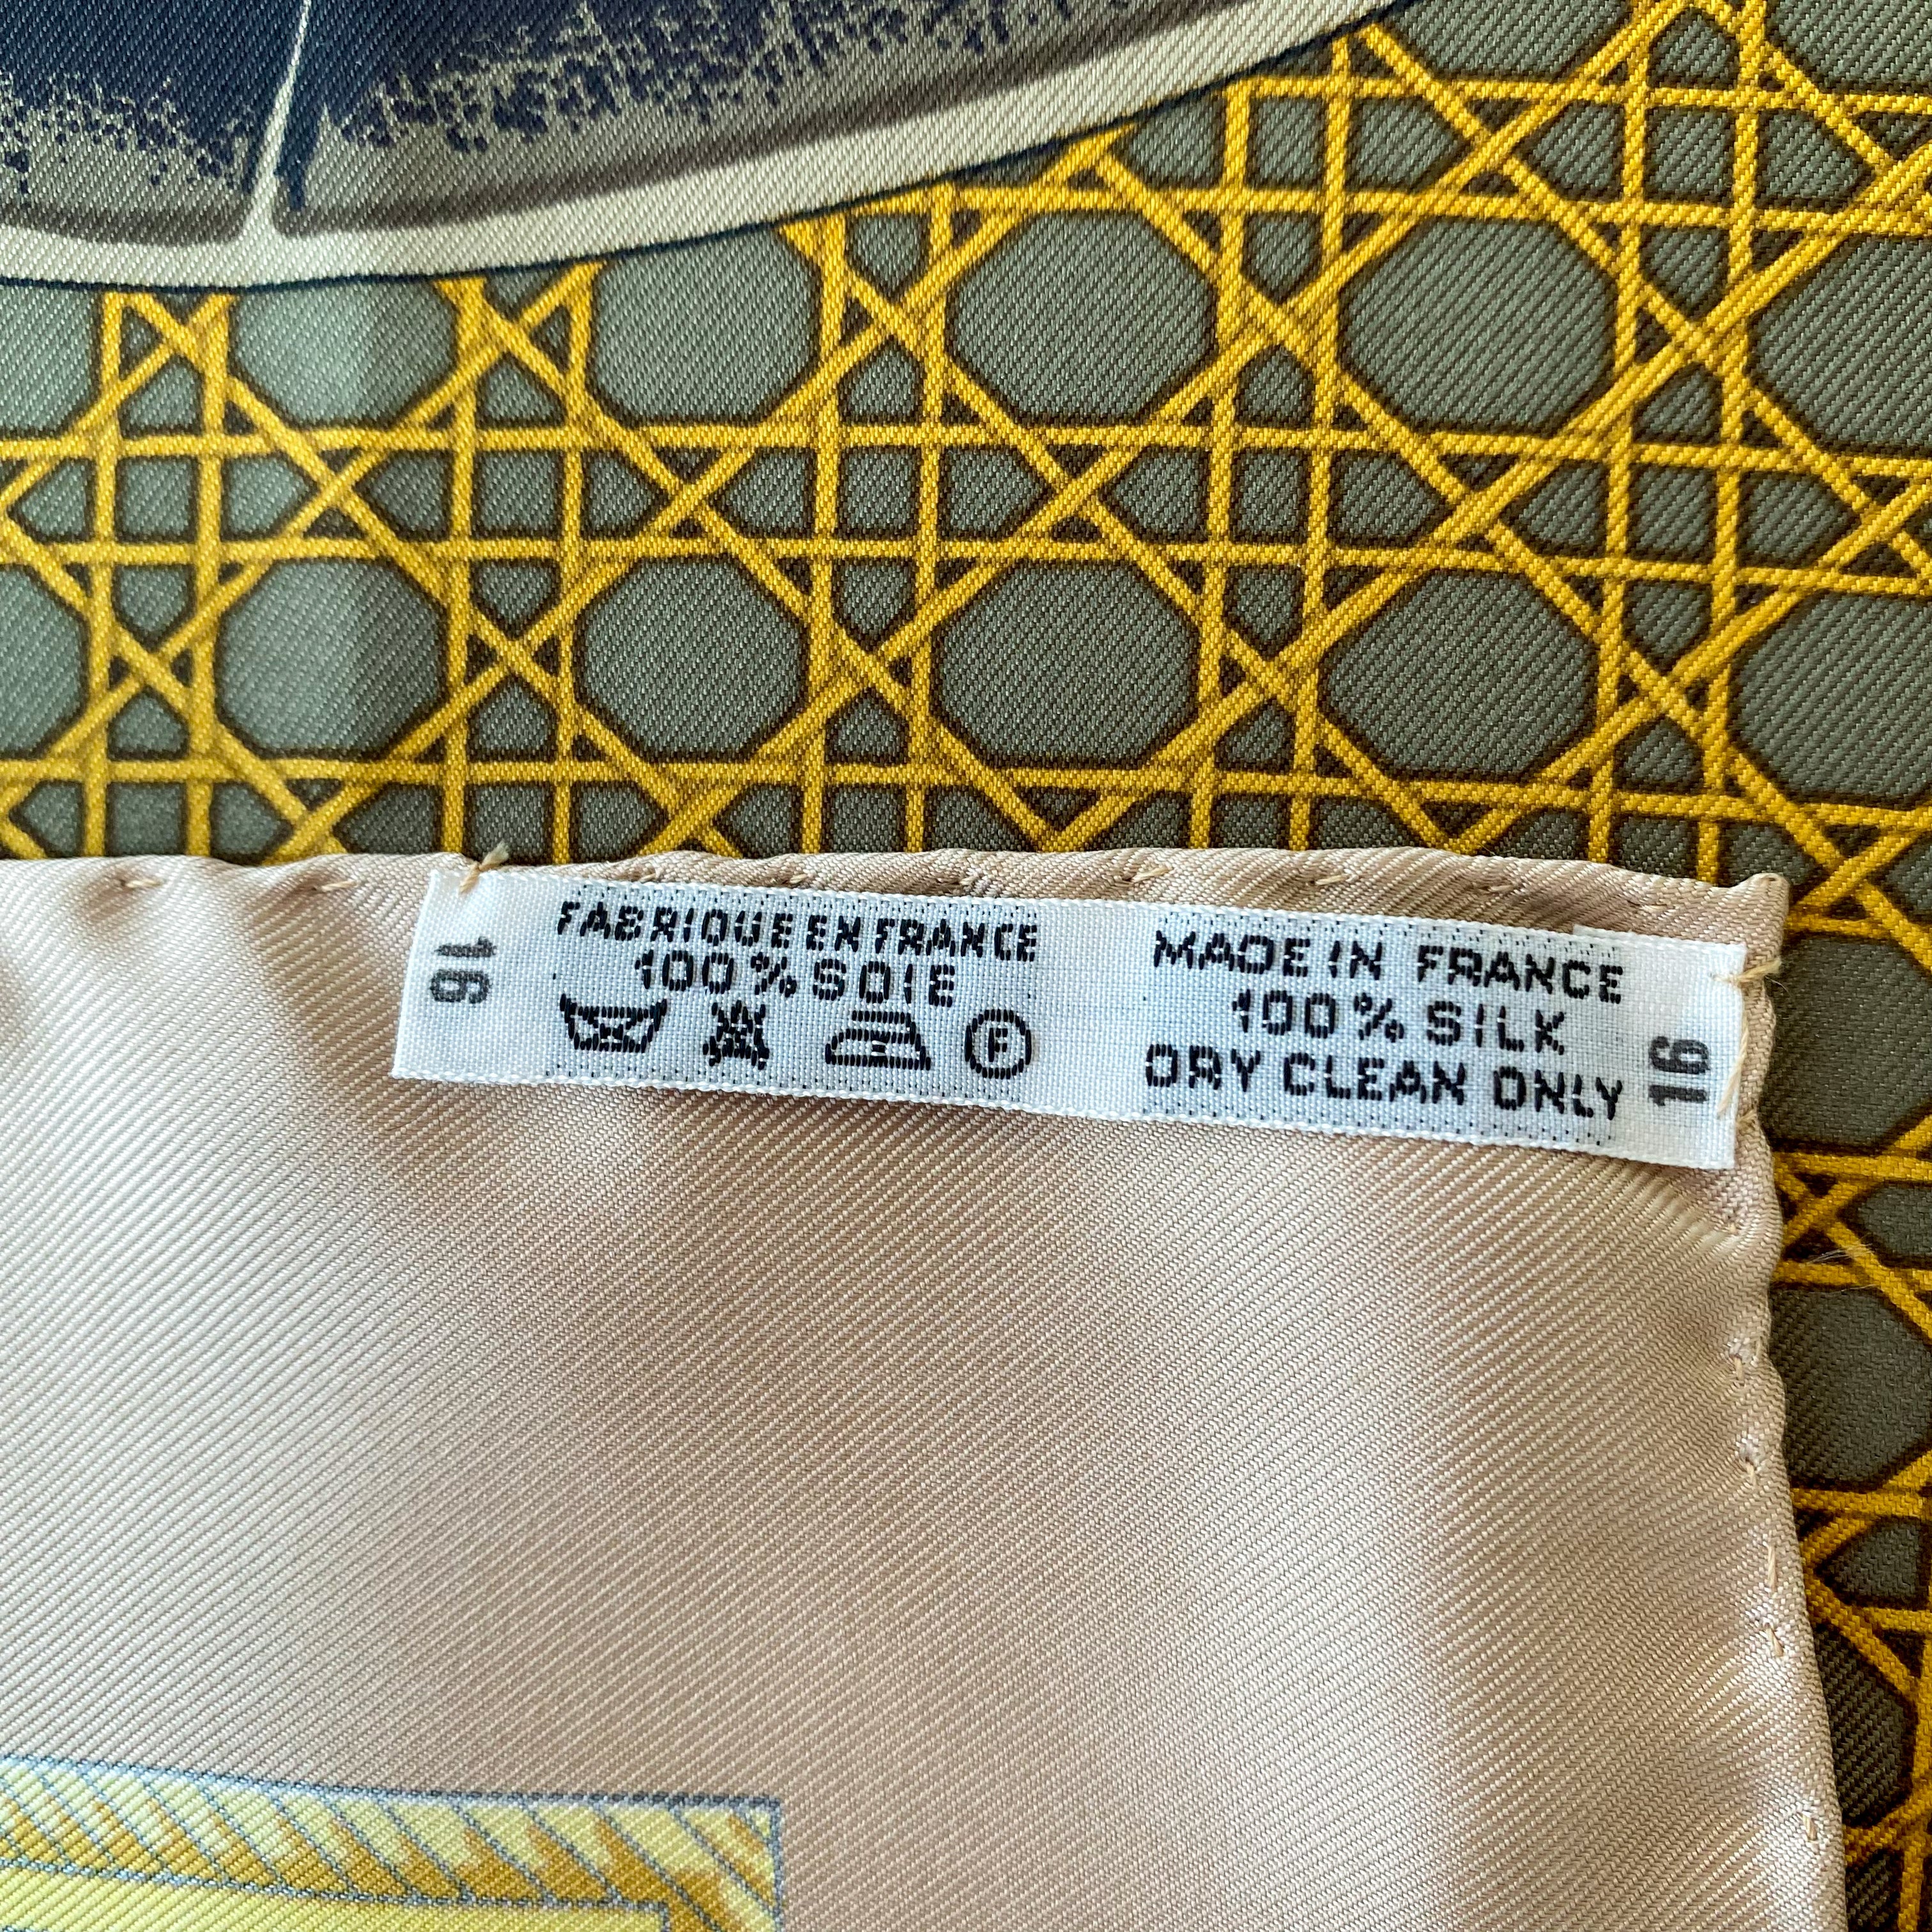 16
FABRIQUE EN FRANCE
100% SOIE
F
MADE IN FRANCE
100% SILK
DRY CLEAN ONLY
16